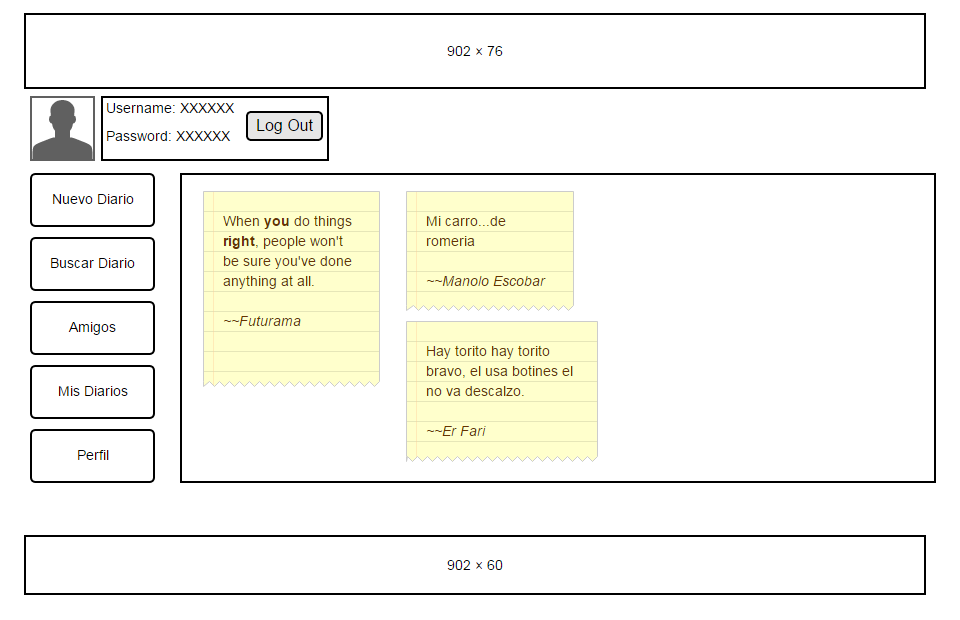 902 × 76
Username: XXXXXX
Password: XXXXXX
Log Out
Nuevo Diario
Buscar Diario
Amigos
Mis Diarios
Perfil
When you do things
right, people won't
be sure you've done
anything at all.
~~Futurama
Mi carro...de
romeria
~~Manolo Escobar
Hay torito hay torito
bravo, el usa botines el
no va descalzo.
~~Er Fari
902 × 60